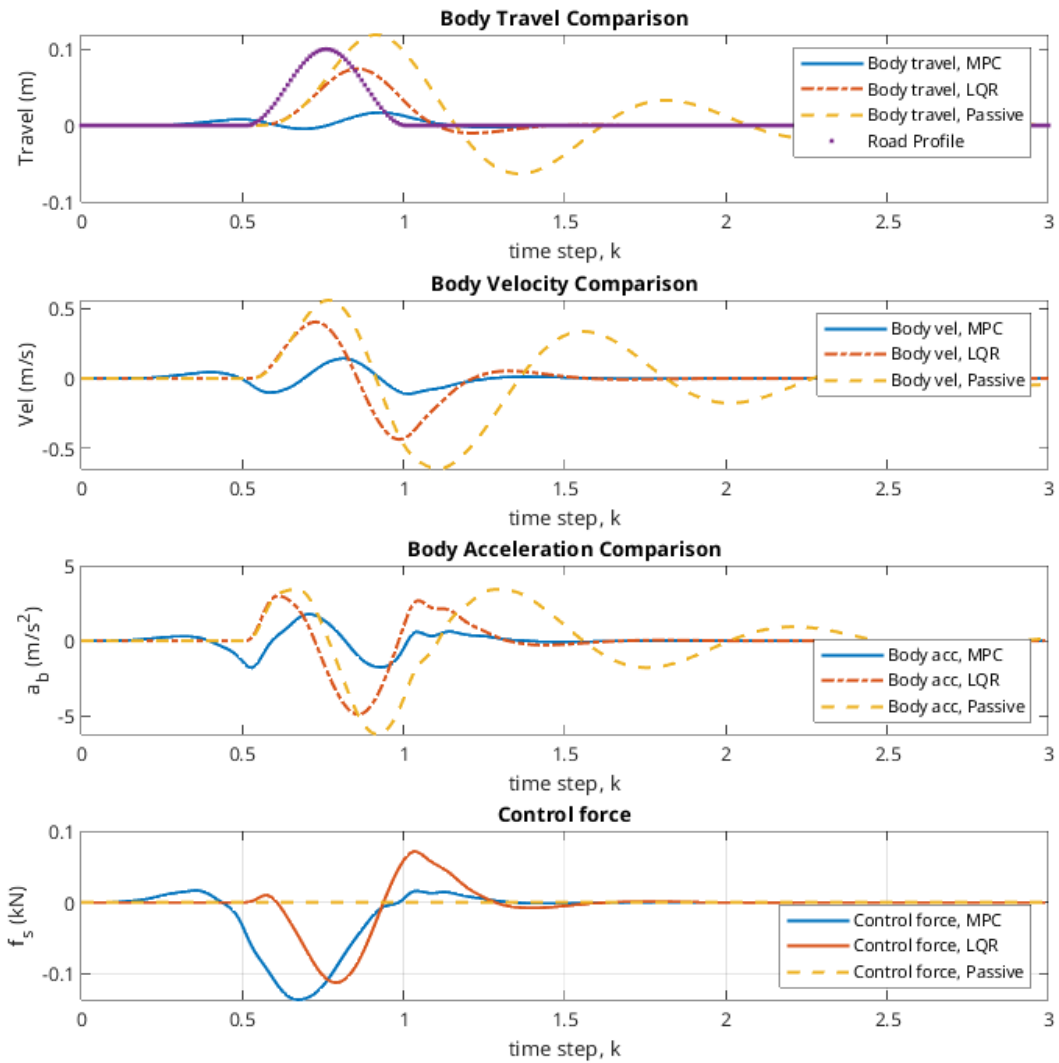 Body Travel Comparison
Travel (m)
0.1
0
-0.1
0 0.5 1 1.5 2 2.5 3
time step, k
Body travel, MPC
Body travel, LQR
Body travel, Passive
Road Profile
Body Velocity Comparison
Vel (m/s)
0.5
0
-0.5
0 0.5 1 1.5 2 2.5 3
time step, k
Body vel, MPC
Body vel, LQR
Body vel, Passive
Body Acceleration Comparison
a_b (m/s^2)
5
0
-5
0 0.5 1 1.5 2 2.5 3
time step, k
Body acc, MPC
Body acc, LQR
Body acc, Passive
Control force
f_s (kN)
0.1
0
-0.1
0 0.5 1 1.5 2 2.5 3
time step, k
Control force, MPC
Control force, LQR
Control force, Passive